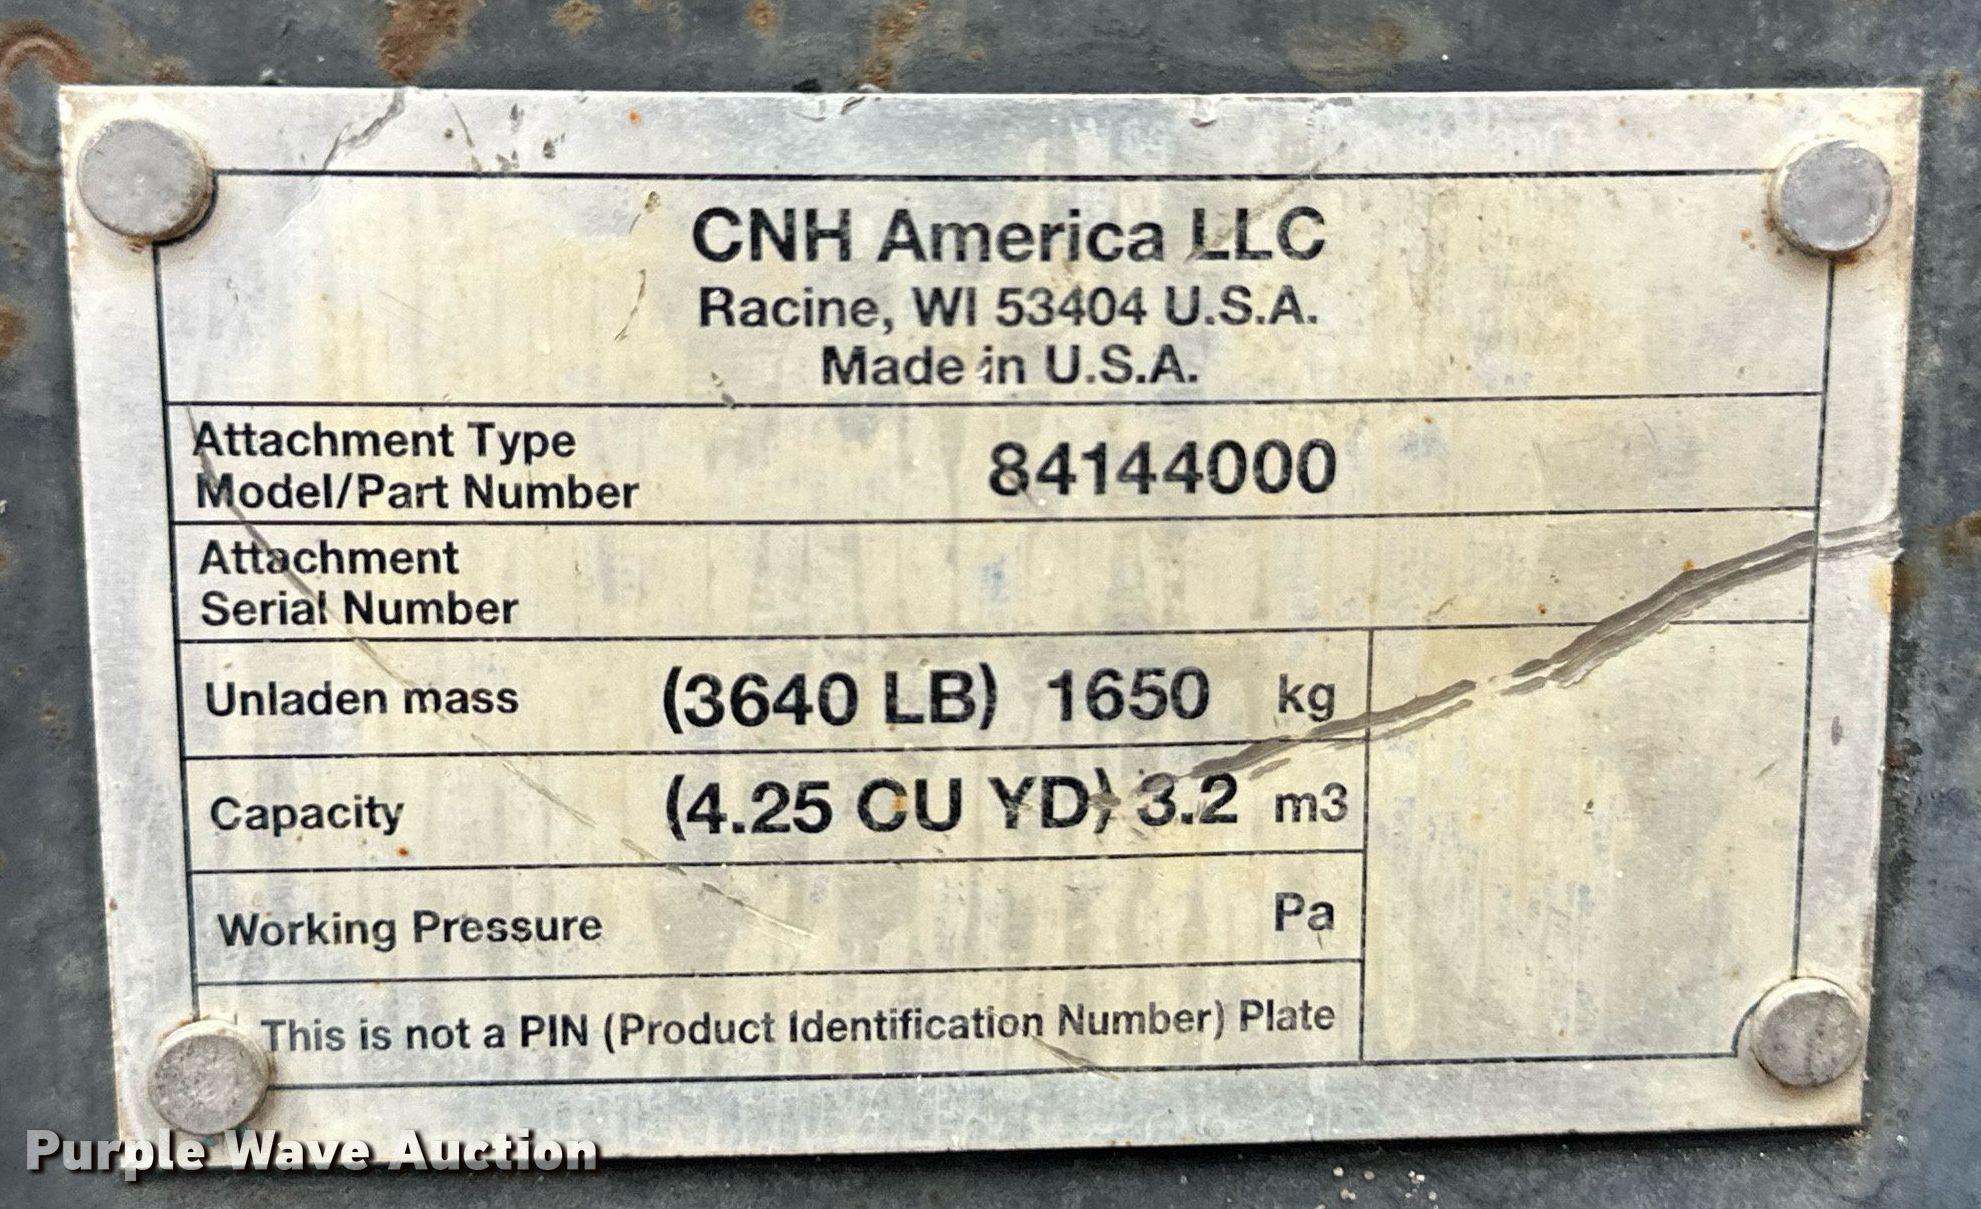 CNH America LLC
Racine, WI 53404 U.S.A.
Made in U.S.A.
Attachment Type
Model/Part Number 84144000
Attachment
Serial Number
Unladen mass (3640 LB) 1650 kg
Capacity (4.25 CU YD) 3.2 m3
Working Pressure Pa
This is not a PIN (Product Identification Number) Plate
Purple Wave Auction